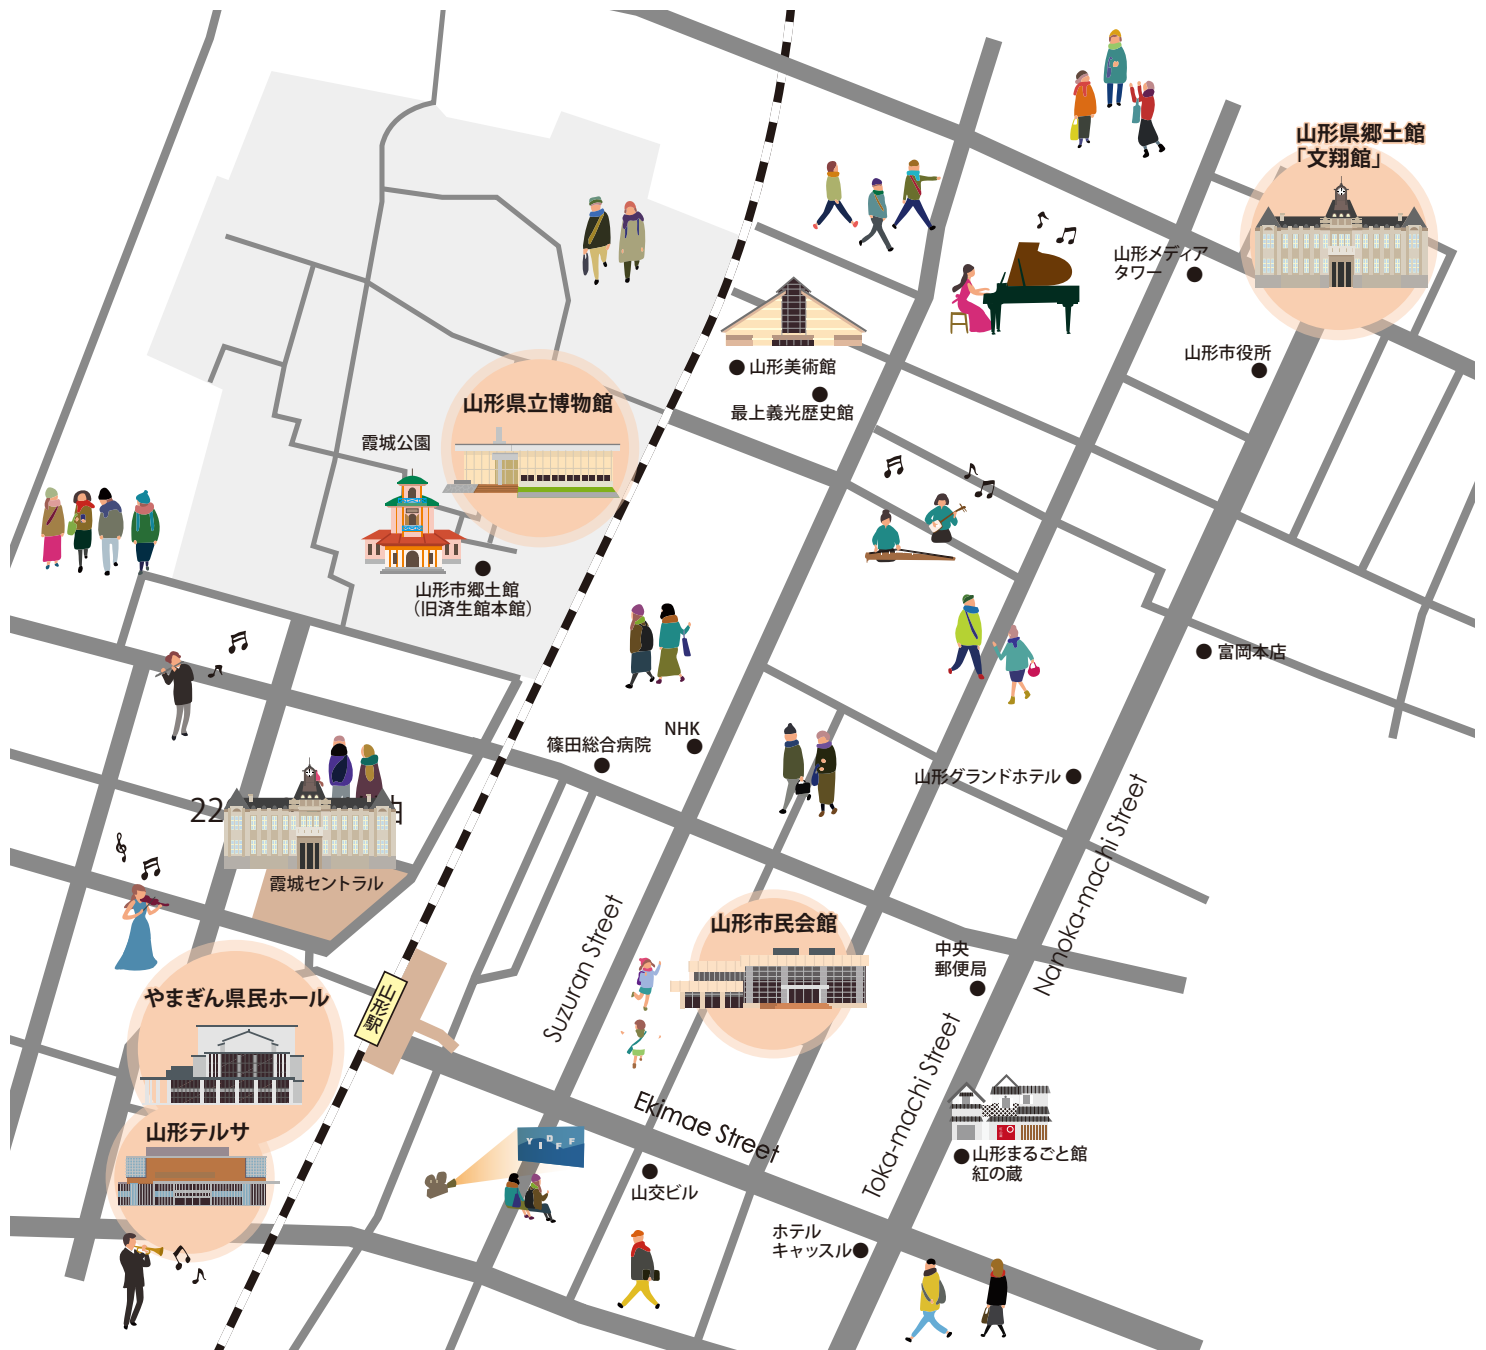 山形県郷土館
「文翔館」
山形メディア
タワー
山形市役所
山形美術館
最上義光歴史館
山形県立博物館
霞城公園
山形市郷土館
（旧済生館本館）
富岡本店
NHK
篠田総合病院
山形グランドホテル
22
霞城セントラル
Nanoka-machi Street
Suzuran Street
山形市民会館
中央
郵便局
やまぎん県民ホール
山形駅
Toka-machi Street
Ekimae Street
山形テルサ
YIDFF
山形まるごと館
紅の蔵
山交ビル
ホテル
キャッスル